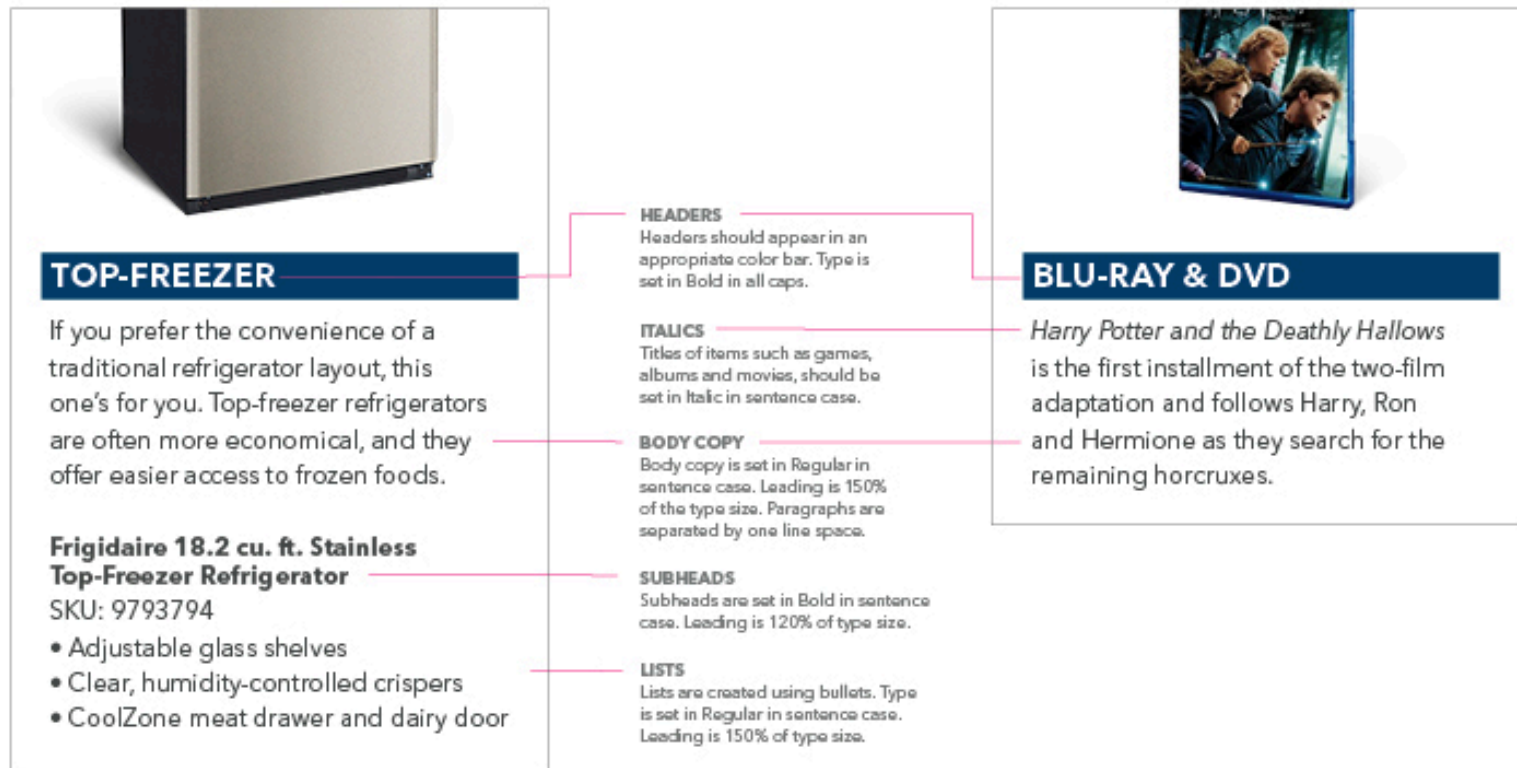 TOP-FREEZER
If you prefer the convenience of a
traditional refrigerator layout, this
one's for you. Top-freezer refrigerators
are often more economical, and they
offer easier access to frozen foods.
Frigidaire 18.2 cu. ft. Stainless
Top-Freezer Refrigerator
SKU: 9793794
• Adjustable glass shelves
• Clear, humidity-controlled crispers
• CoolZone meat drawer and dairy door
HEADERS
Headers should appear in an
appropriate color bar. Type is
set in Bold in all caps.
ITALICS
Titles of items such as games,
albums and movies, should be
set in Italic in sentence case.
BODY COPY
Body copy is set in Regular in
sentence case. Leading is 150%
of the type size. Paragraphs are
separated by one line space.
SUBHEADS
Subheads are set in Bold in sentence
case. Leading is 120% of type size.
LISTS
Lists are created using bullets. Type
is set in Regular in sentence case.
Leading is 150% of type size.
BLU-RAY & DVD
Harry Potter and the Deathly Hallows
is the first installment of the two-film
adaptation and follows Harry, Ron
and Hermione as they search for the
remaining horcruxes.